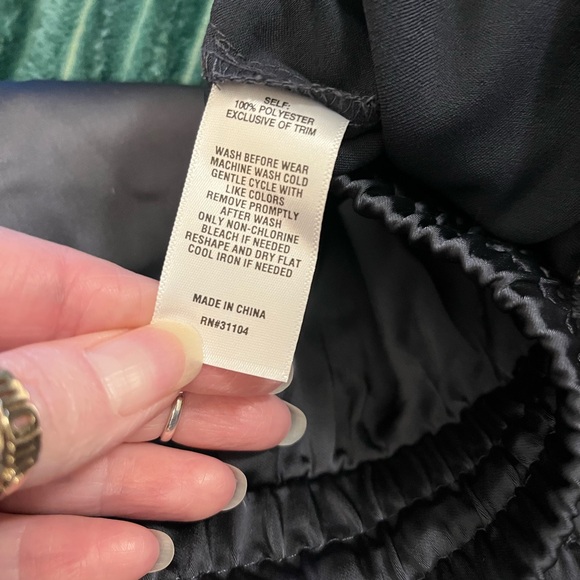 SELF:
100% POLYESTER
EXCLUSIVE OF TRIM
WASH BEFORE WEAR
MACHINE WASH COLD
GENTLE CYCLE WITH
LIKE COLORS
REMOVE PROMPTLY
AFTER WASH
ONLY NON-CHLORINE
BLEACH IF NEEDED
RESHAPE AND DRY FLAT
COOL IRON IF NEEDED
MADE IN CHINA
RN#31104